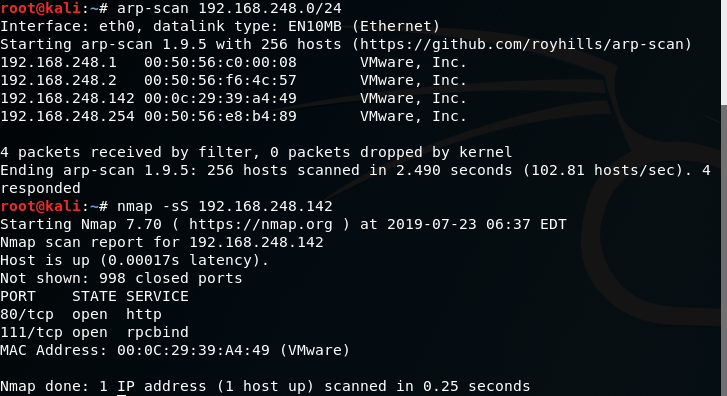 root@kali:~# arp-scan 192.168.248.0/24
Interface: eth0, datalink type: EN10MB (Ethernet)
Starting arp-scan 1.9.5 with 256 hosts (https://github.com/royhills/arp-scan)
192.168.248.1   00:50:56:c0:00:08       VMware, Inc.
192.168.248.2   00:50:56:f6:4c:57       VMware, Inc.
192.168.248.142 00:0c:29:39:a4:49       VMware, Inc.
192.168.248.254 00:50:56:e8:b4:89       VMware, Inc.
4 packets received by filter, 0 packets dropped by kernel
Ending arp-scan 1.9.5: 256 hosts scanned in 2.490 seconds (102.81 hosts/sec). 4
responded
root@kali:~# nmap -sS 192.168.248.142
Starting Nmap 7.70 ( https://nmap.org ) at 2019-07-23 06:37 EDT
Nmap scan report for 192.168.248.142
Host is up (0.00017s latency).
Not shown: 998 closed ports
PORT    STATE SERVICE
80/tcp  open  http
111/tcp open  rpcbind
MAC Address: 00:0C:29:39:A4:49 (VMware)
Nmap done: 1 IP address (1 host up) scanned in 0.25 seconds